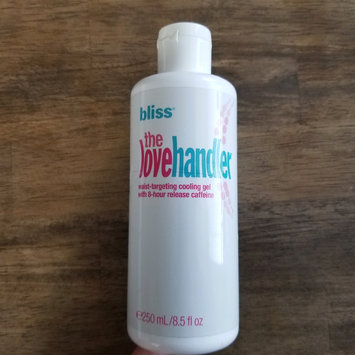 bliss®
the
lovehandler
waist-targeting cooling gel
with 8-hour release caffeine
℮250 mL/8.5 fl oz